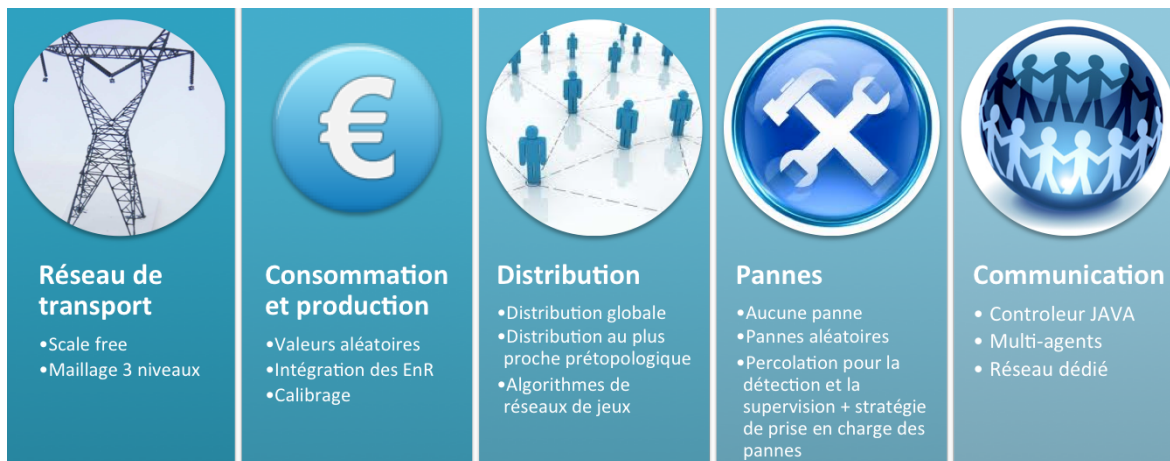 €
Réseau de
transport
•Scale free
•Maillage 3 niveaux
Consommation
et production
•Valeurs aléatoires
•Intégration des EnR
•Calibrage
Distribution
•Distribution globale
•Distribution au plus
proche prétopologique
•Algorithmes de
réseaux de jeux
Pannes
•Aucune panne
•Pannes aléatoires
•Percolation pour la
détection et la
supervision + stratégie
de prise en charge des
pannes
Communication
• Controleur JAVA
• Multi-agents
• Réseau dédié